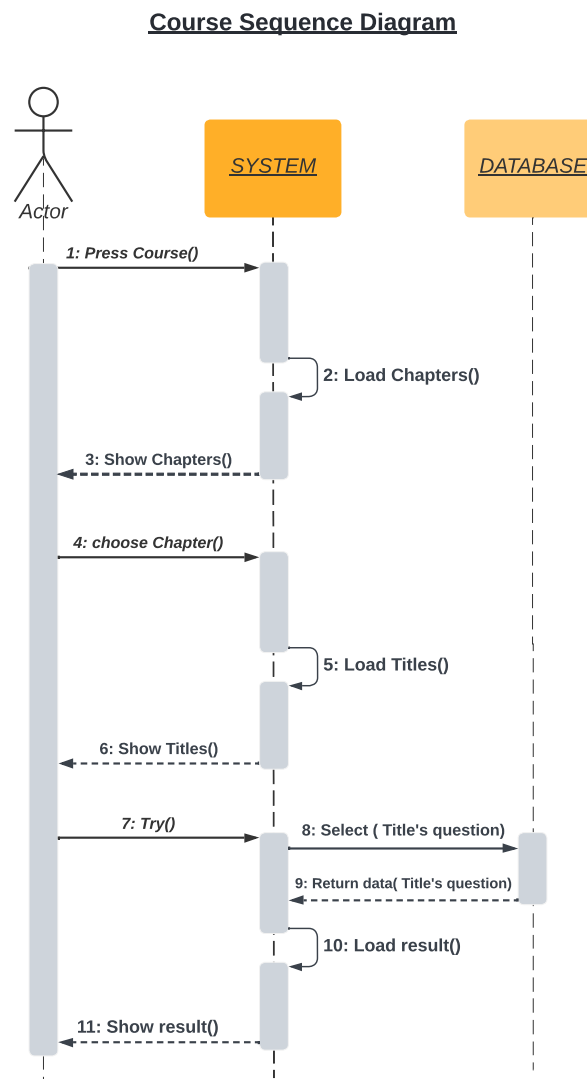 Course Sequence Diagram
Actor
SYSTEM
DATABASE
1: Press Course()
2: Load Chapters()
3: Show Chapters()
4: choose Chapter()
5: Load Titles()
6: Show Titles()
7: Try()
8: Select ( Title's question)
9: Return data( Title's question)
10: Load result()
11: Show result()